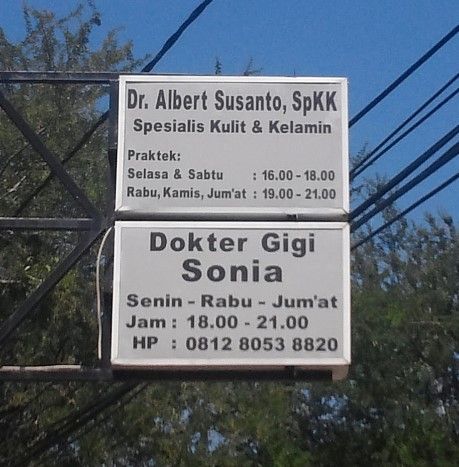 Dr. Albert Susanto, SpKK
Spesialis Kulit & Kelamin
Praktek:
Selasa & Sabtu : 16.00 - 18.00
Rabu, Kamis, Jum'at : 19.00 - 21.00
Dokter Gigi
Sonia
Senin - Rabu - Jum'at
Jam : 18.00 - 21.00
HP : 0812 8053 8820